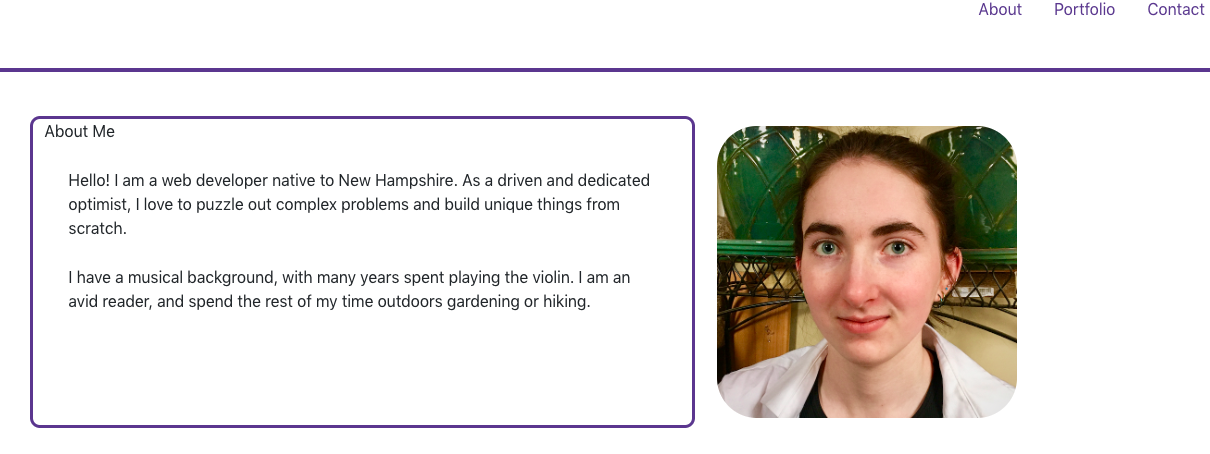 About Portfolio Contact
About Me
Hello! I am a web developer native to New Hampshire. As a driven and dedicated
optimist, I love to puzzle out complex problems and build unique things from
scratch.
I have a musical background, with many years spent playing the violin. I am an
avid reader, and spend the rest of my time outdoors gardening or hiking.